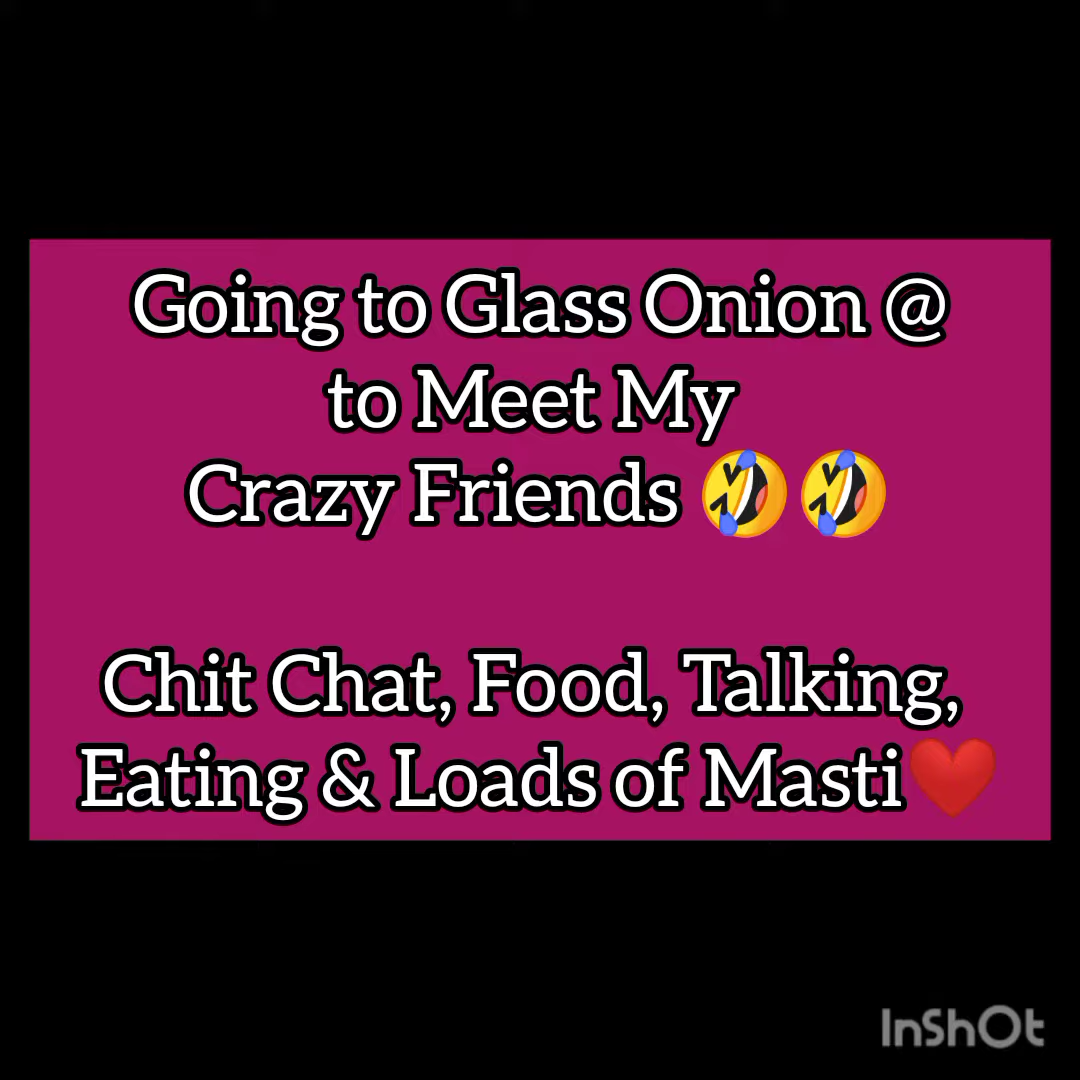 Going to Glass Onion @
to Meet My
Crazy Friends 🤣🤣
Chit Chat, Food, Talking,
Eating & Loads of Masti❤️
InShOt